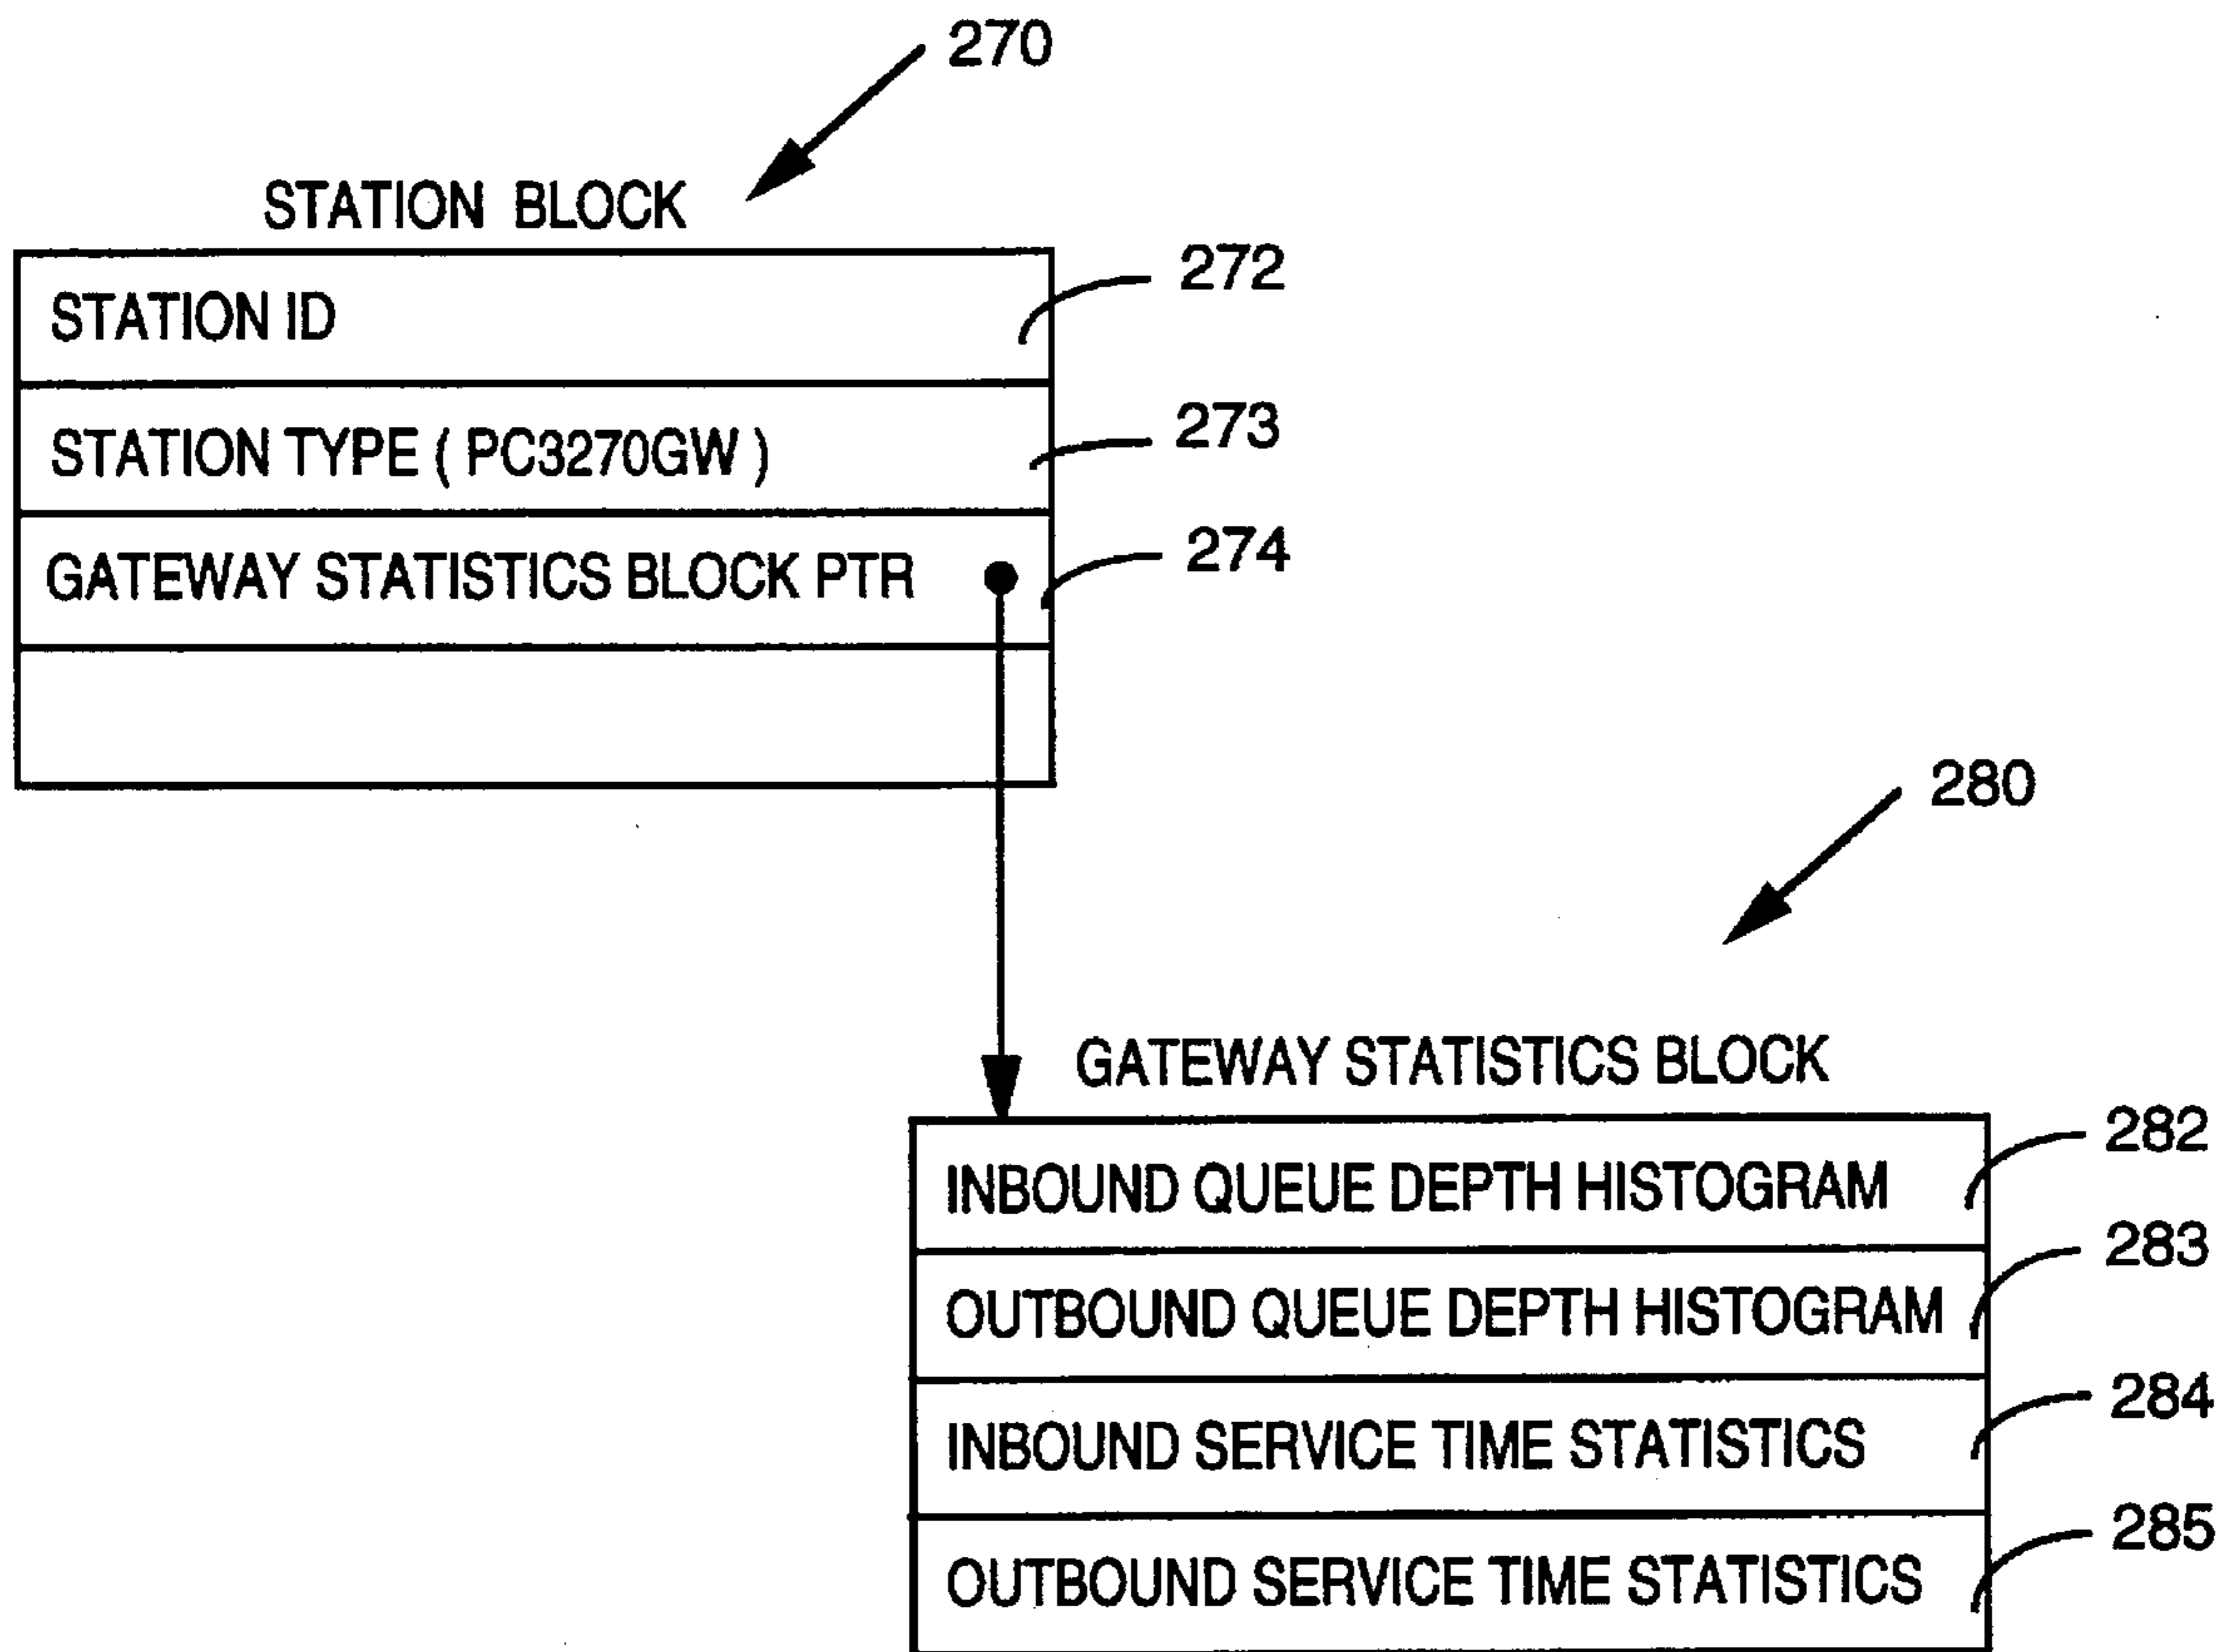 270
STATION BLOCK
STATION ID
272
STATION TYPE ( PC3270GW )
273
GATEWAY STATISTICS BLOCK PTR
274
280
GATEWAY STATISTICS BLOCK
INBOUND QUEUE DEPTH HISTOGRAM
282
OUTBOUND QUEUE DEPTH HISTOGRAM
283
INBOUND SERVICE TIME STATISTICS
284
OUTBOUND SERVICE TIME STATISTICS
285